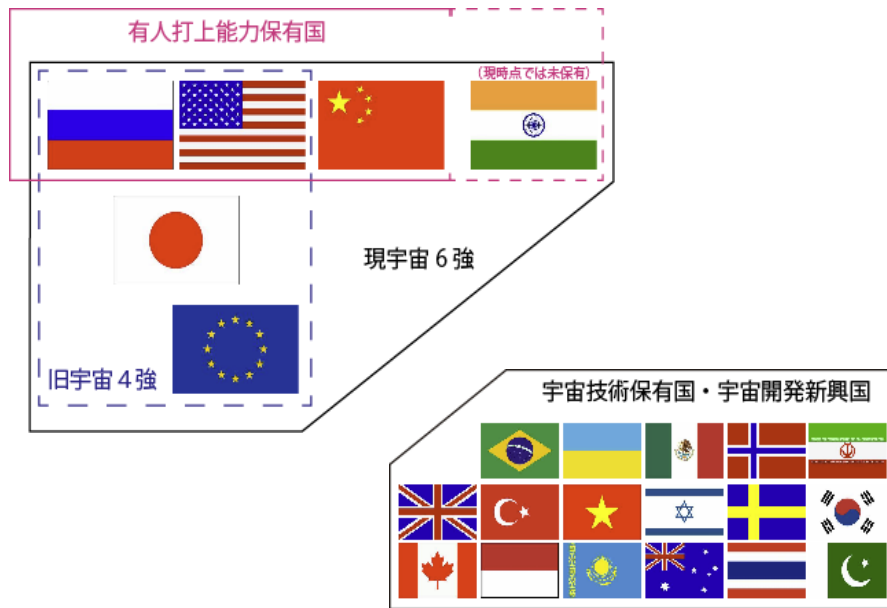 有人打上能力保有国
(現時点では未保有)
現宇宙6強
旧宇宙4強
宇宙技術保有国・宇宙開発新興国